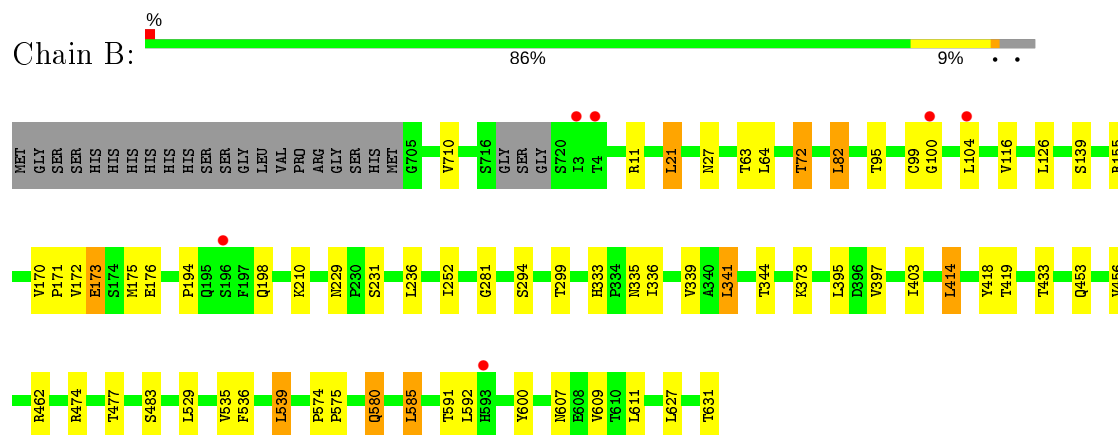 %
Chain B:
86% 9% • •
MET GLY SER SER HIS HIS HIS HIS HIS HIS SER SER GLY LEU VAL PRO ARG GLY SER HIS MET G705 V710 S716 GLY SER GLY S720 I3 T4 R11 L21 N27 T63 L64 T72 L82 T95 C99 G100 L104 V116 L126 S139 R155
V170 P171 V172 E173 S174 M175 E176 P194 Q195 S196 F197 Q198 K210 N229 P230 S231 L236 I252 G281 S294 T299 H333 P334 N335 I336 V339 A340 L341 T344 K373 L395 D396 V397 I403 L414 Y418 T419 T433 Q453 V456
R462 R474 T477 S483 L529 V535 F536 L539 P574 P575 Q580 L585 T591 L592 H593 Y600 N607 E608 V609 T610 L611 L627 T631